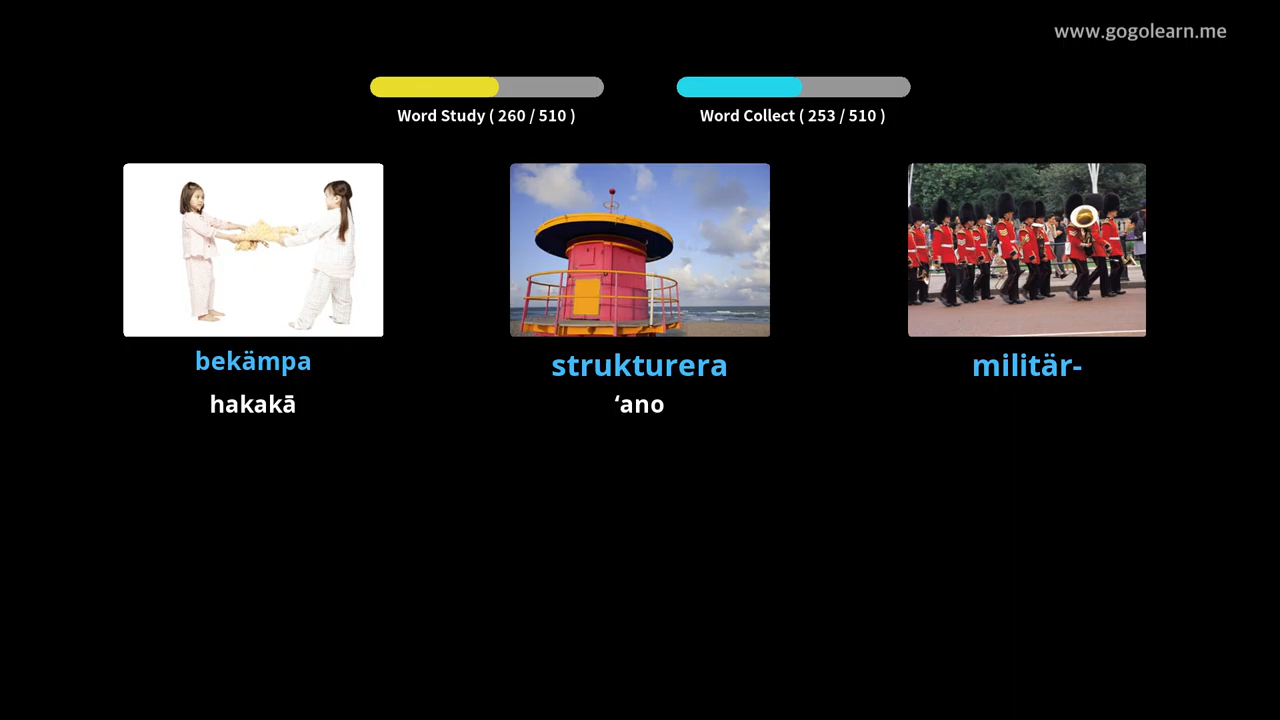 www.gogolearn.me
Word Study ( 260 / 510 )
Word Collect ( 253 / 510 )
bekämpa
strukturera
militär-
hakakā
ʻano